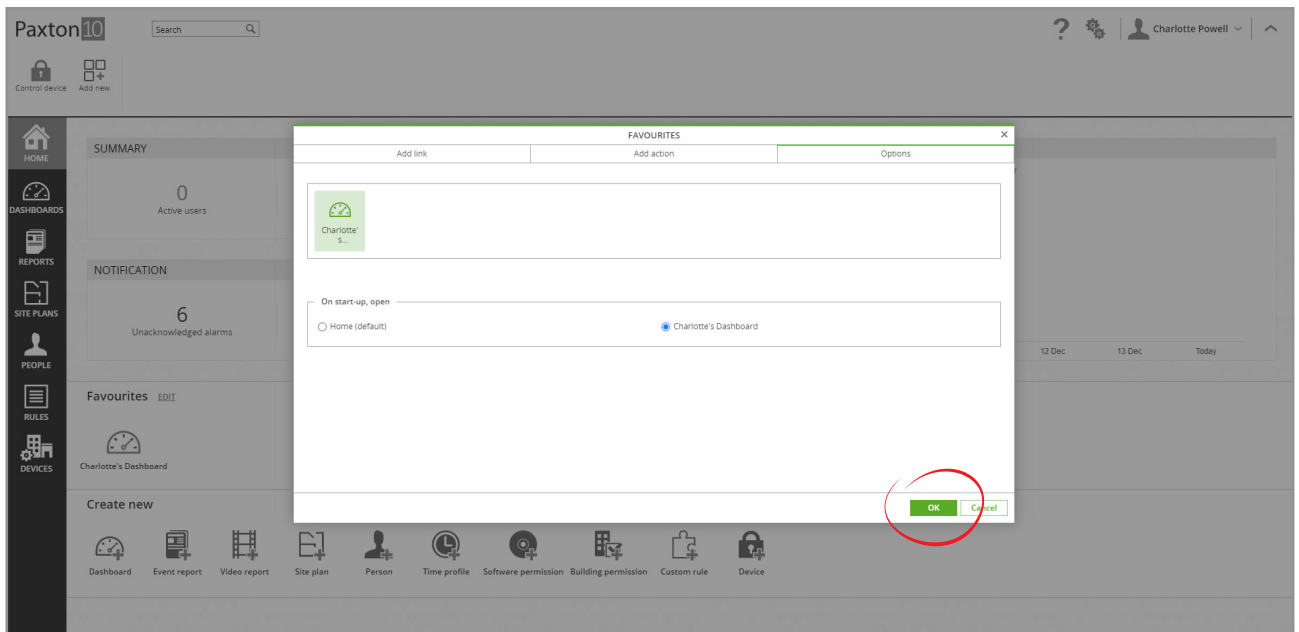 Paxton10
Search
Charlotte Powell
Control device
Add new
HOME
DASHBOARDS
REPORTS
SITE PLANS
PEOPLE
RULES
DEVICES
SUMMARY
0
Active users
NOTIFICATION
6
Unacknowledged alarms
FAVOURITES
Add link
Add action
Options
Charlotte'
s...
On start-up, open
Home (default)
Charlotte's Dashboard
OK
Cancel
12 Dec
13 Dec
Today
Favourites EDIT
Charlotte's Dashboard
Create new
Dashboard
Event report
Video report
Site plan
Person
Time profile
Software permission
Building permission
Custom rule
Device